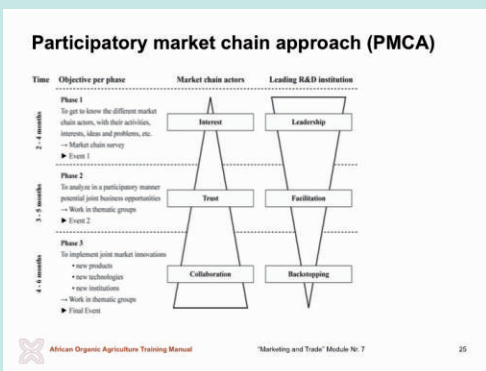 Participatory market chain approach (PMCA)
Time Objective per phase Market chain actors Leading R&D institution
2 - 4 months
Phase 1
To get to know the different market
chain actors, with their activities,
interests, ideas and problems, etc.
→ Market chain survey
► Event 1
Interest
Leadership
3 - 5 months
Phase 2
To analyze in a participatory manner
potential joint business opportunities
→ Work in thematic groups
► Event 2
Trust
Facilitation
4 - 6 months
Phase 3
To implement joint market innovations
• new products
• new technologies
• new institutions
→ Work in thematic groups
► Final Event
Collaboration
Backstopping
African Organic Agriculture Training Manual "Marketing and Trade" Module Nr. 7 25